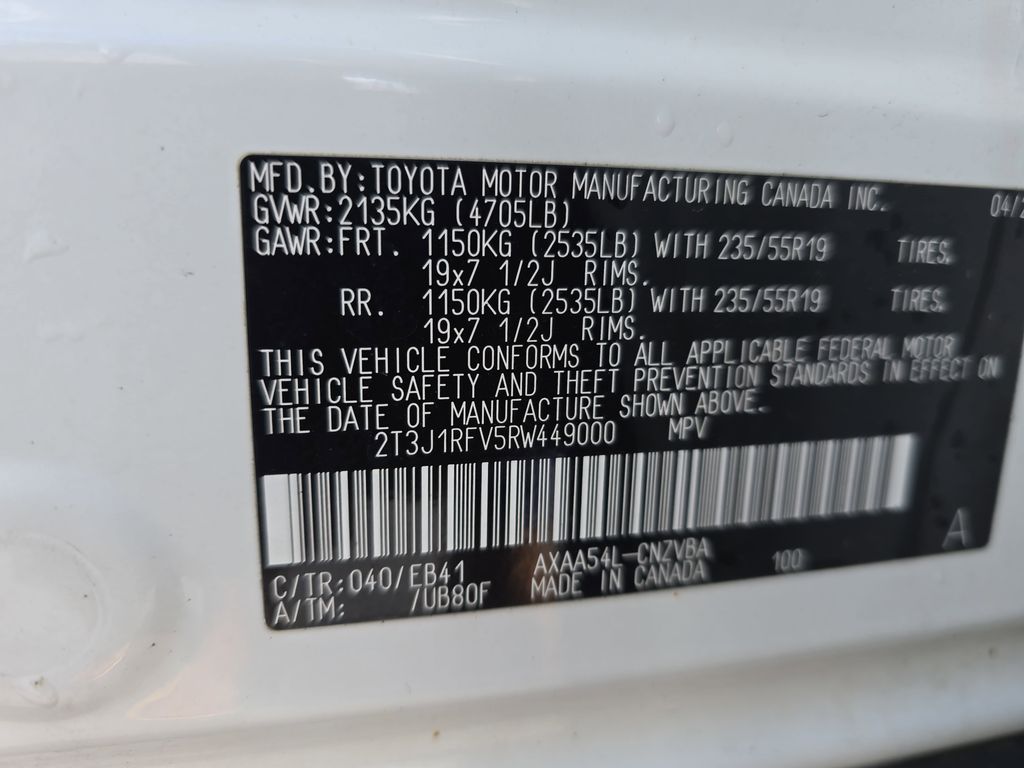 MFD.BY:TOYOTA MOTOR MANUFACTURING CANADA INC. 04/2
GVWR:2135KG (4705LB)
GAWR:FRT. 1150KG (2535LB) WITH 235/55R19 TIRES.
19x7 1/2J RIMS.
RR. 1150KG (2535LB) WITH 235/55R19 TIRES.
19x7 1/2J RIMS.
THIS VEHICLE CONFORMS TO ALL APPLICABLE FEDERAL MOTOR
VEHICLE SAFETY AND THEFT PREVENTION STANDARDS IN EFFECT ON
THE DATE OF MANUFACTURE SHOWN ABOVE.
2T3J1RFV5RW449000 MPV
A
C/TR:040/EB41 AXAA54L-CNZVBA 100
A/TM: /UB80F MADE IN CANADA